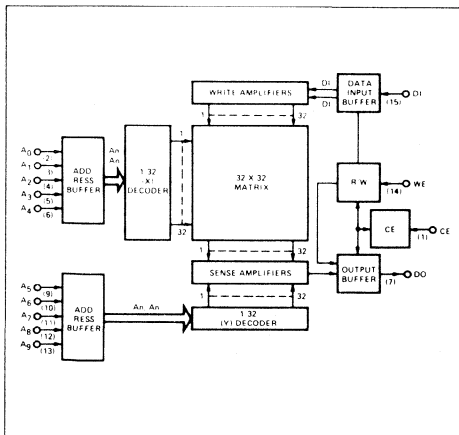 DI
WRITE AMPLIFIERS
DI
DATA
INPUT
BUFFER
(15)
DI
1
32
A0
(2)
A1
3)
A2
(4)
A3
(5)
A4
(6)
ADD
RESS
BUFFER
An
An
1 32
(X)
DECODER
1
32
32 X 32
MATRIX
R/W
(14)
WE
CE
(1)
CE
1
32
SENSE AMPLIFIERS
OUTPUT
BUFFER
(7)
DO
1
32
1 32
(Y) DECODER
A5
(9)
A6
(10)
A7
(11)
A8
(12)
A9
(13)
ADD
RESS
BUFFER
An An